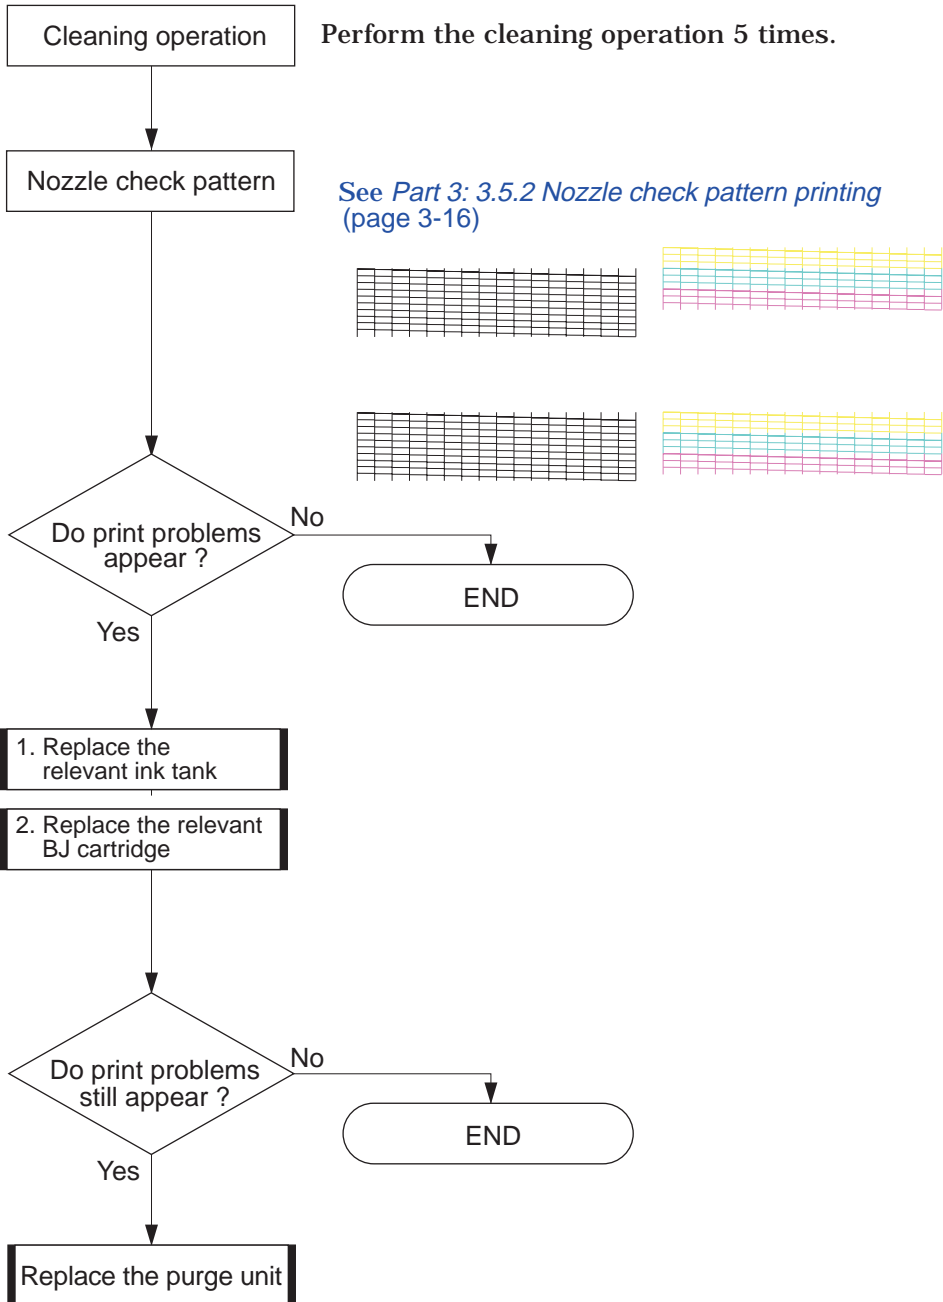 Cleaning operation
Perform the cleaning operation 5 times.
Nozzle check pattern
See Part 3: 3.5.2 Nozzle check pattern printing
(page 3-16)
Do print problems
appear ?
No
END
Yes
1. Replace the
relevant ink tank
2. Replace the relevant
BJ cartridge
Do print problems
still appear ?
No
END
Yes
Replace the purge unit